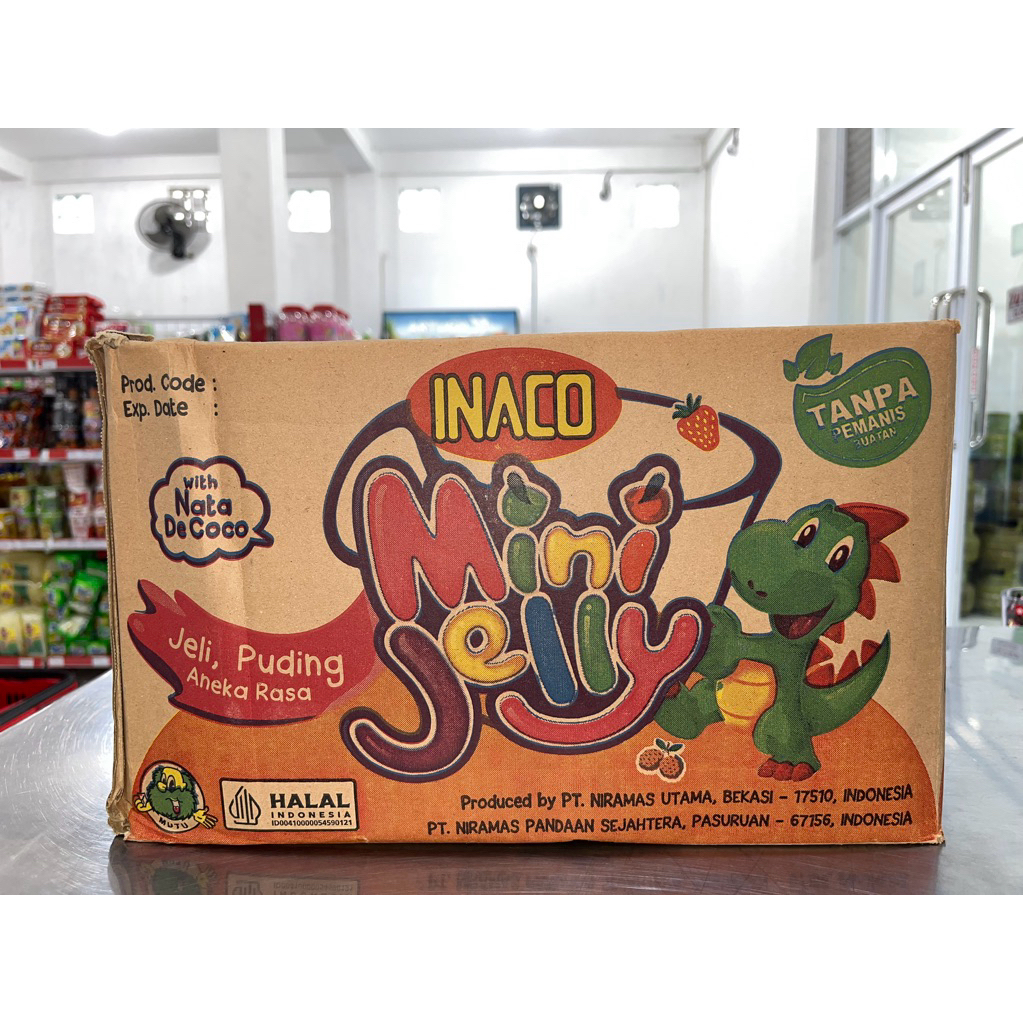 Prod. Code :
Exp. Date :
INACO
TANPA
PEMANIS
BUATAN
with
Nata
De Coco
Mini
Jelly
Jeli, Puding
Aneka Rasa
MUTU
HALAL
INDONESIA
ID00410000054590121
Produced by PT. NIRAMAS UTAMA, BEKASI - 17510, INDONESIA
PT. NIRAMAS PANDAAN SEJAHTERA, PASURUAN - 67156, INDONESIA